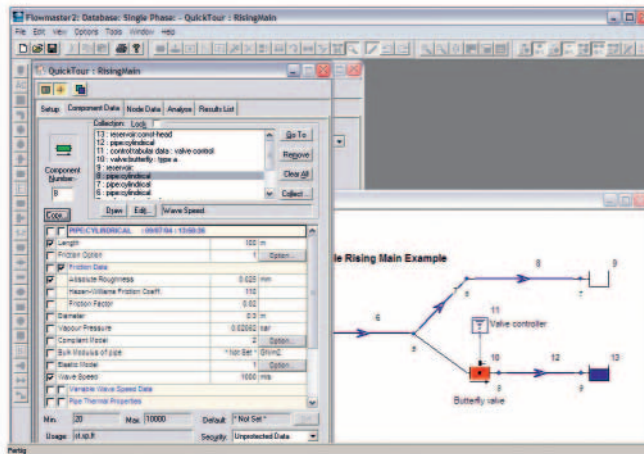 Flowmaster2: Database: Single Phase: - QuickTour : RisingMain
File Edit View Options Tools Window Help
QuickTour : RisingMain
Setup Component Data Node Data Analyse Results List
Collection: Lock
13 : reservoir:const-head
12 : pipe:cylindrical
11 : control:tabular data : valve control
10 : valve:butterfly : type a
9 : reservoir:
8 : pipe:cylindrical
7 : pipe:cylindrical
6 : pipe:cylindrical
Go To
Remove
Clear All
Collect...
Component Number:
8
Copy...
Draw Edit... Wave Speed
PIPE:CYLINDRICAL
Length 100 m
Friction Option 1 Option...
Friction Data
Absolute Roughness 0.025 mm
Hazen-Williams Friction Coeff. 110
Friction Factor 0.02
Diameter 0.3 m
Vapour Pressure bar
Compliant Model 2 Option...
Bulk Modulus of pipe * Not Set * GN/m2
Elastic Model 1 Option...
Wave Speed 1000 m/s
Variable Wave Speed Data
Pipe Thermal Properties
Min. 20 Max. 10000 Default: * Not Set *
Usage: st.sp.fr Security: Unprotected Data
Fertig
le Rising Main Example
8 9
11
Valve controller
6
10 12 13
Butterfly valve